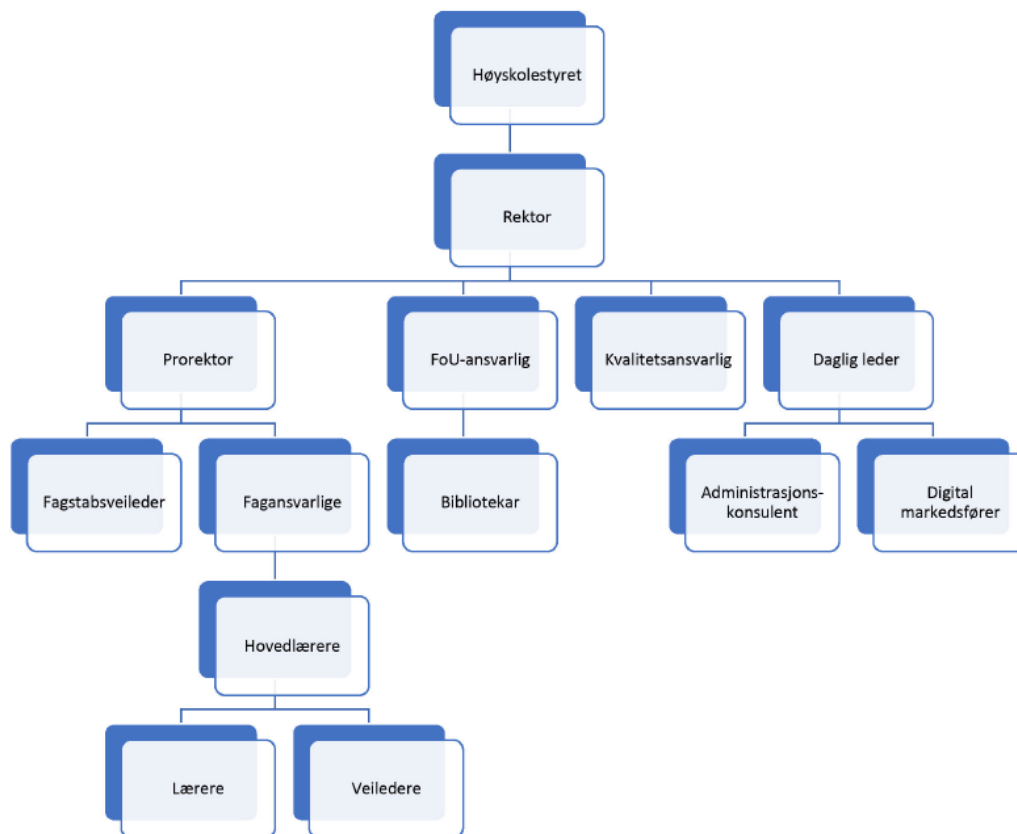 Høyskolestyret
Rektor
Prorektor
FoU-ansvarlig
Kvalitetsansvarlig
Daglig leder
Fagstabsveileder
Fagansvarlige
Bibliotekar
Administrasjons-
konsulent
Digital
markedsfører
Hovedlærere
Lærere
Veiledere